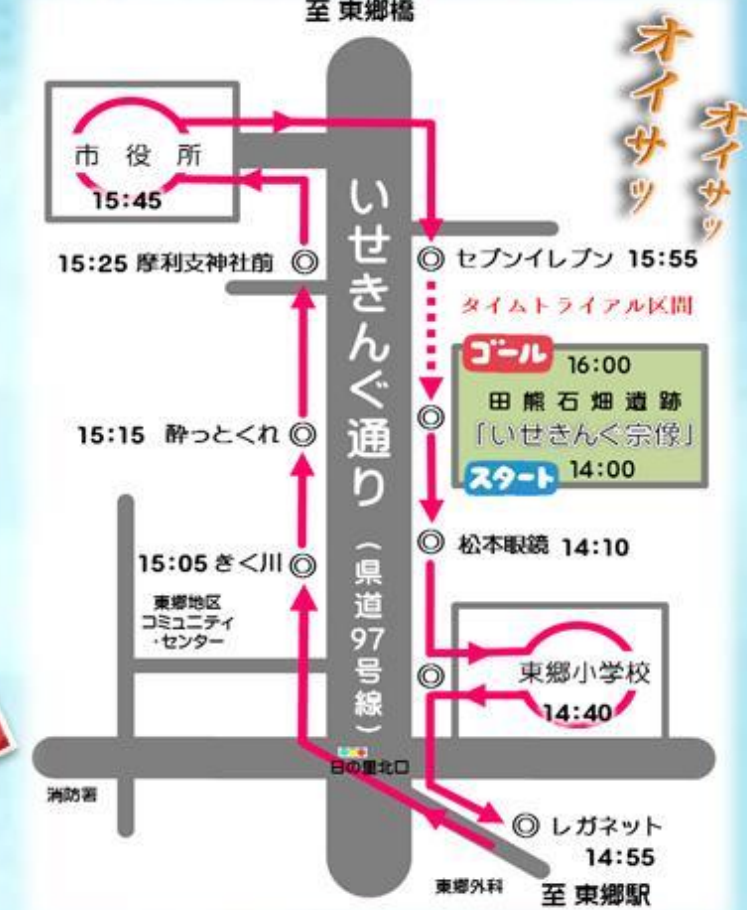 至 東郷橋
オイサッ
オイサッ
市 役 所
15:45
いせきんぐ通り(県道97号線)
15:25 摩利支神社前
セブンイレブン 15:55
タイムトライアル区間
ゴール
16:00
田熊石畑遺跡
「いせきんぐ宗像」
スタート
14:00
15:15 酔っとくれ
松本眼鏡 14:10
15:05 きく川
東郷地区
コミュニティ
・センター
東郷小学校
14:40
日の里北口
消防署
レガネット
14:55
東郷外科
至 東郷駅